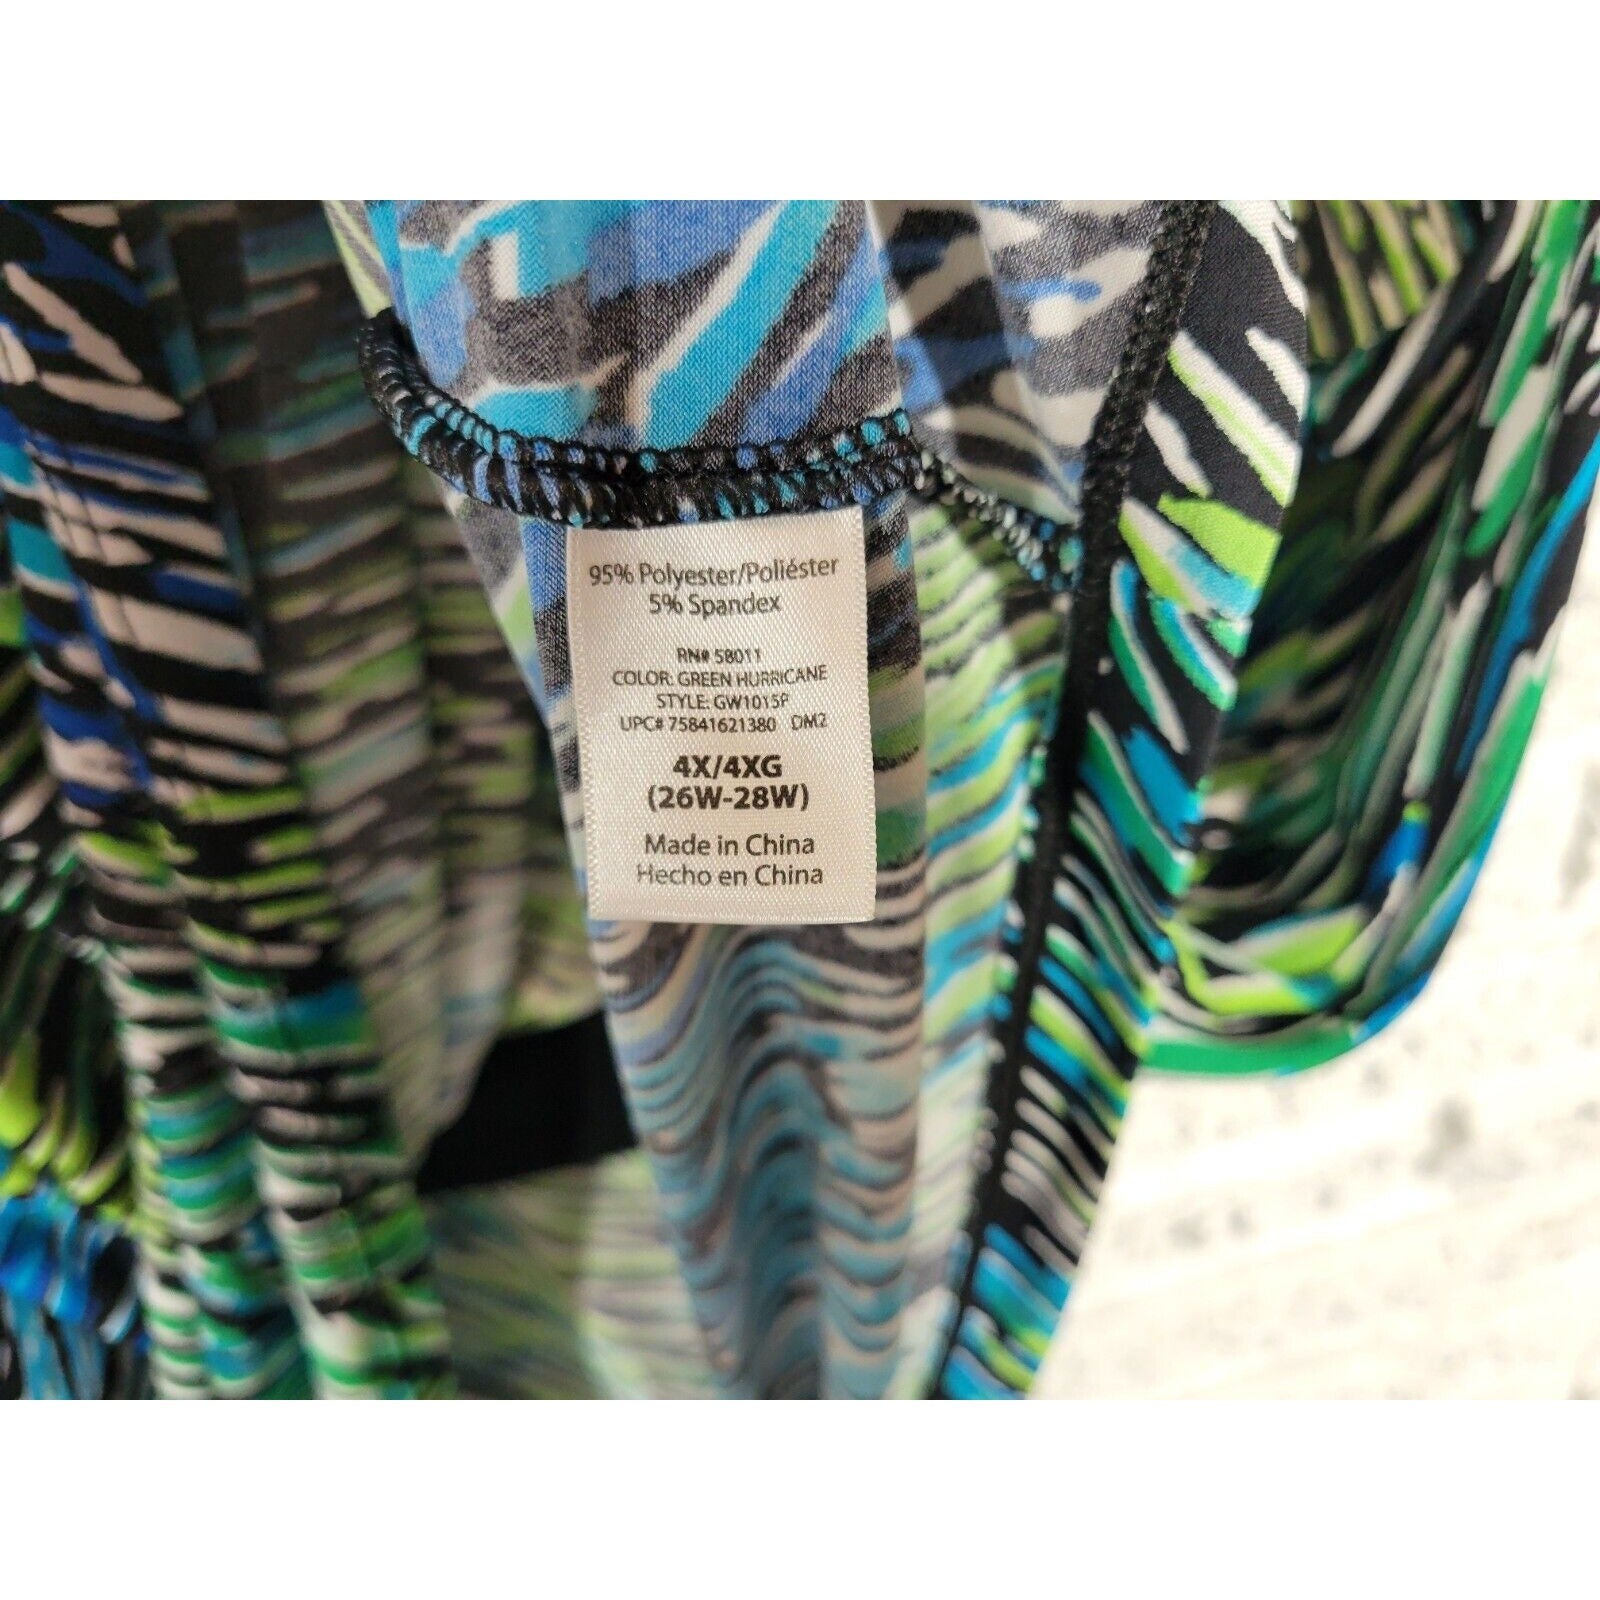 95% Polyester/Poliéster
5% Spandex
RN# 58011
COLOR: GREEN HURRICANE
STYLE: GW1015P
UPC# 75841621380 DM2
4X/4XG
(26W-28W)
Made in China
Hecho en China